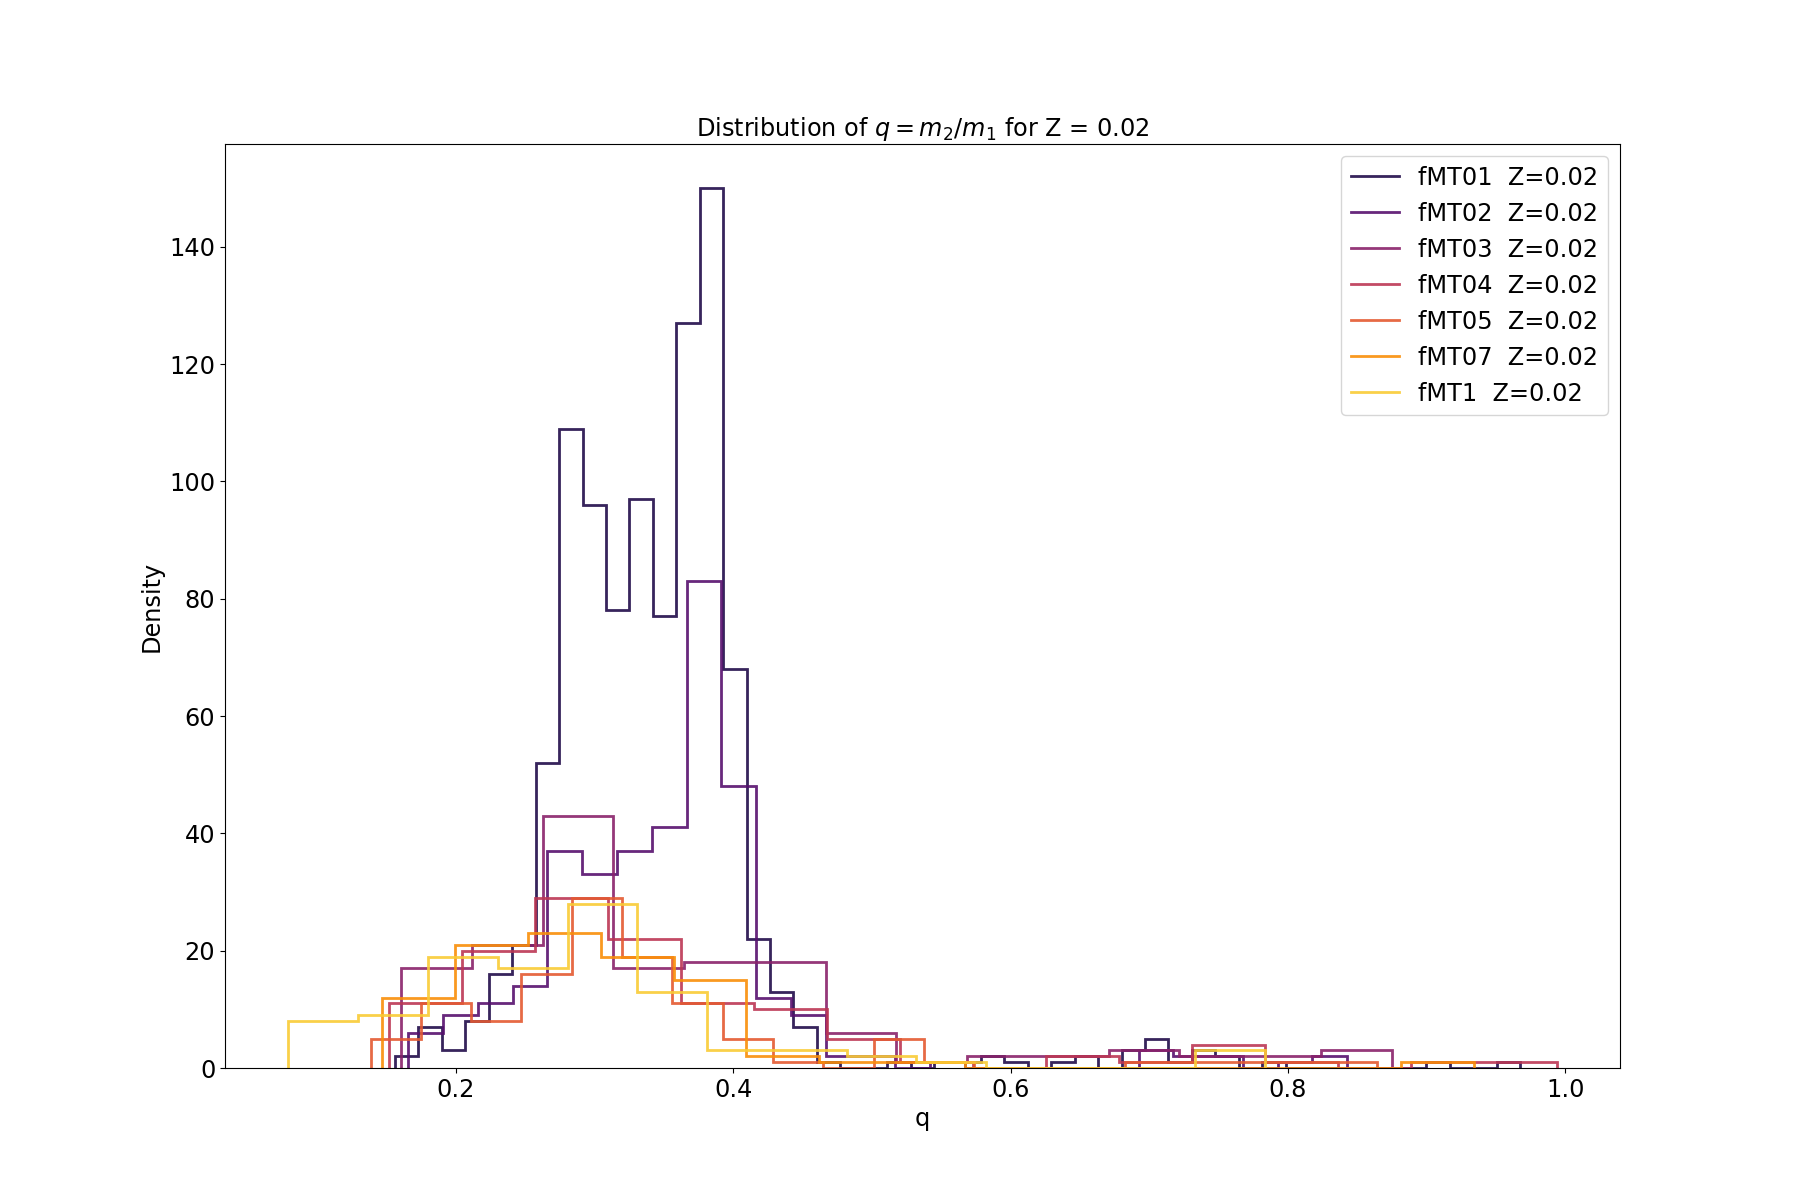 Distribution of q = m₂/m₁ for Z = 0.02
fMT01 Z=0.02
fMT02 Z=0.02
fMT03 Z=0.02
fMT04 Z=0.02
fMT05 Z=0.02
fMT07 Z=0.02
fMT1 Z=0.02
Density
140
120
100
80
60
40
20
0
0.2 0.4 0.6 0.8 1.0
q